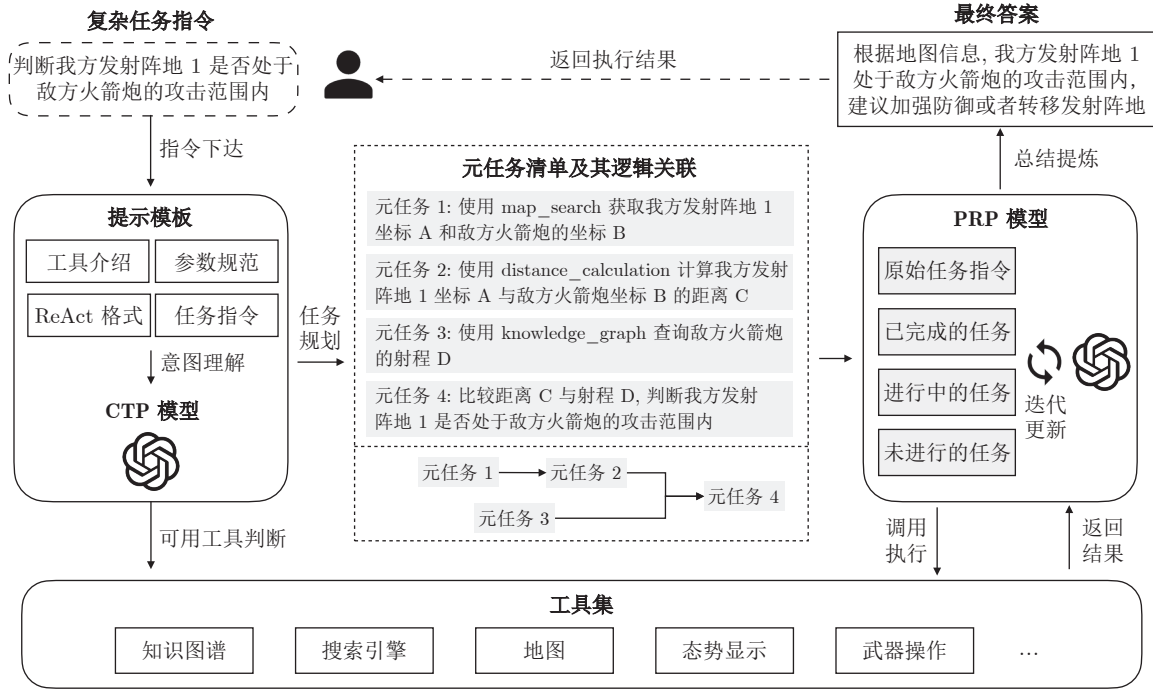 复杂任务指令
判断我方发射阵地 1 是否处于
敌方火箭炮的攻击范围内
返回执行结果
最终答案
根据地图信息, 我方发射阵地 1
处于敌方火箭炮的攻击范围内,
建议加强防御或者转移发射阵地
指令下达
总结提炼
提示模板
工具介绍
参数规范
ReAct 格式
任务指令
意图理解
CTP 模型
任务
规划
元任务清单及其逻辑关联
元任务 1: 使用 map_search 获取我方发射阵地 1
坐标 A 和敌方火箭炮的坐标 B
元任务 2: 使用 distance_calculation 计算我方发射
阵地 1 坐标 A 与敌方火箭炮坐标 B 的距离 C
元任务 3: 使用 knowledge_graph 查询敌方火箭炮
的射程 D
元任务 4: 比较距离 C 与射程 D, 判断我方发射
阵地 1 是否处于敌方火箭炮的攻击范围内
元任务 1
元任务 2
元任务 3
元任务 4
PRP 模型
原始任务指令
已完成的任务
进行中的任务
未进行的任务
迭代
更新
可用工具判断
调用
执行
返回
结果
工具集
知识图谱
搜索引擎
地图
态势显示
武器操作
…